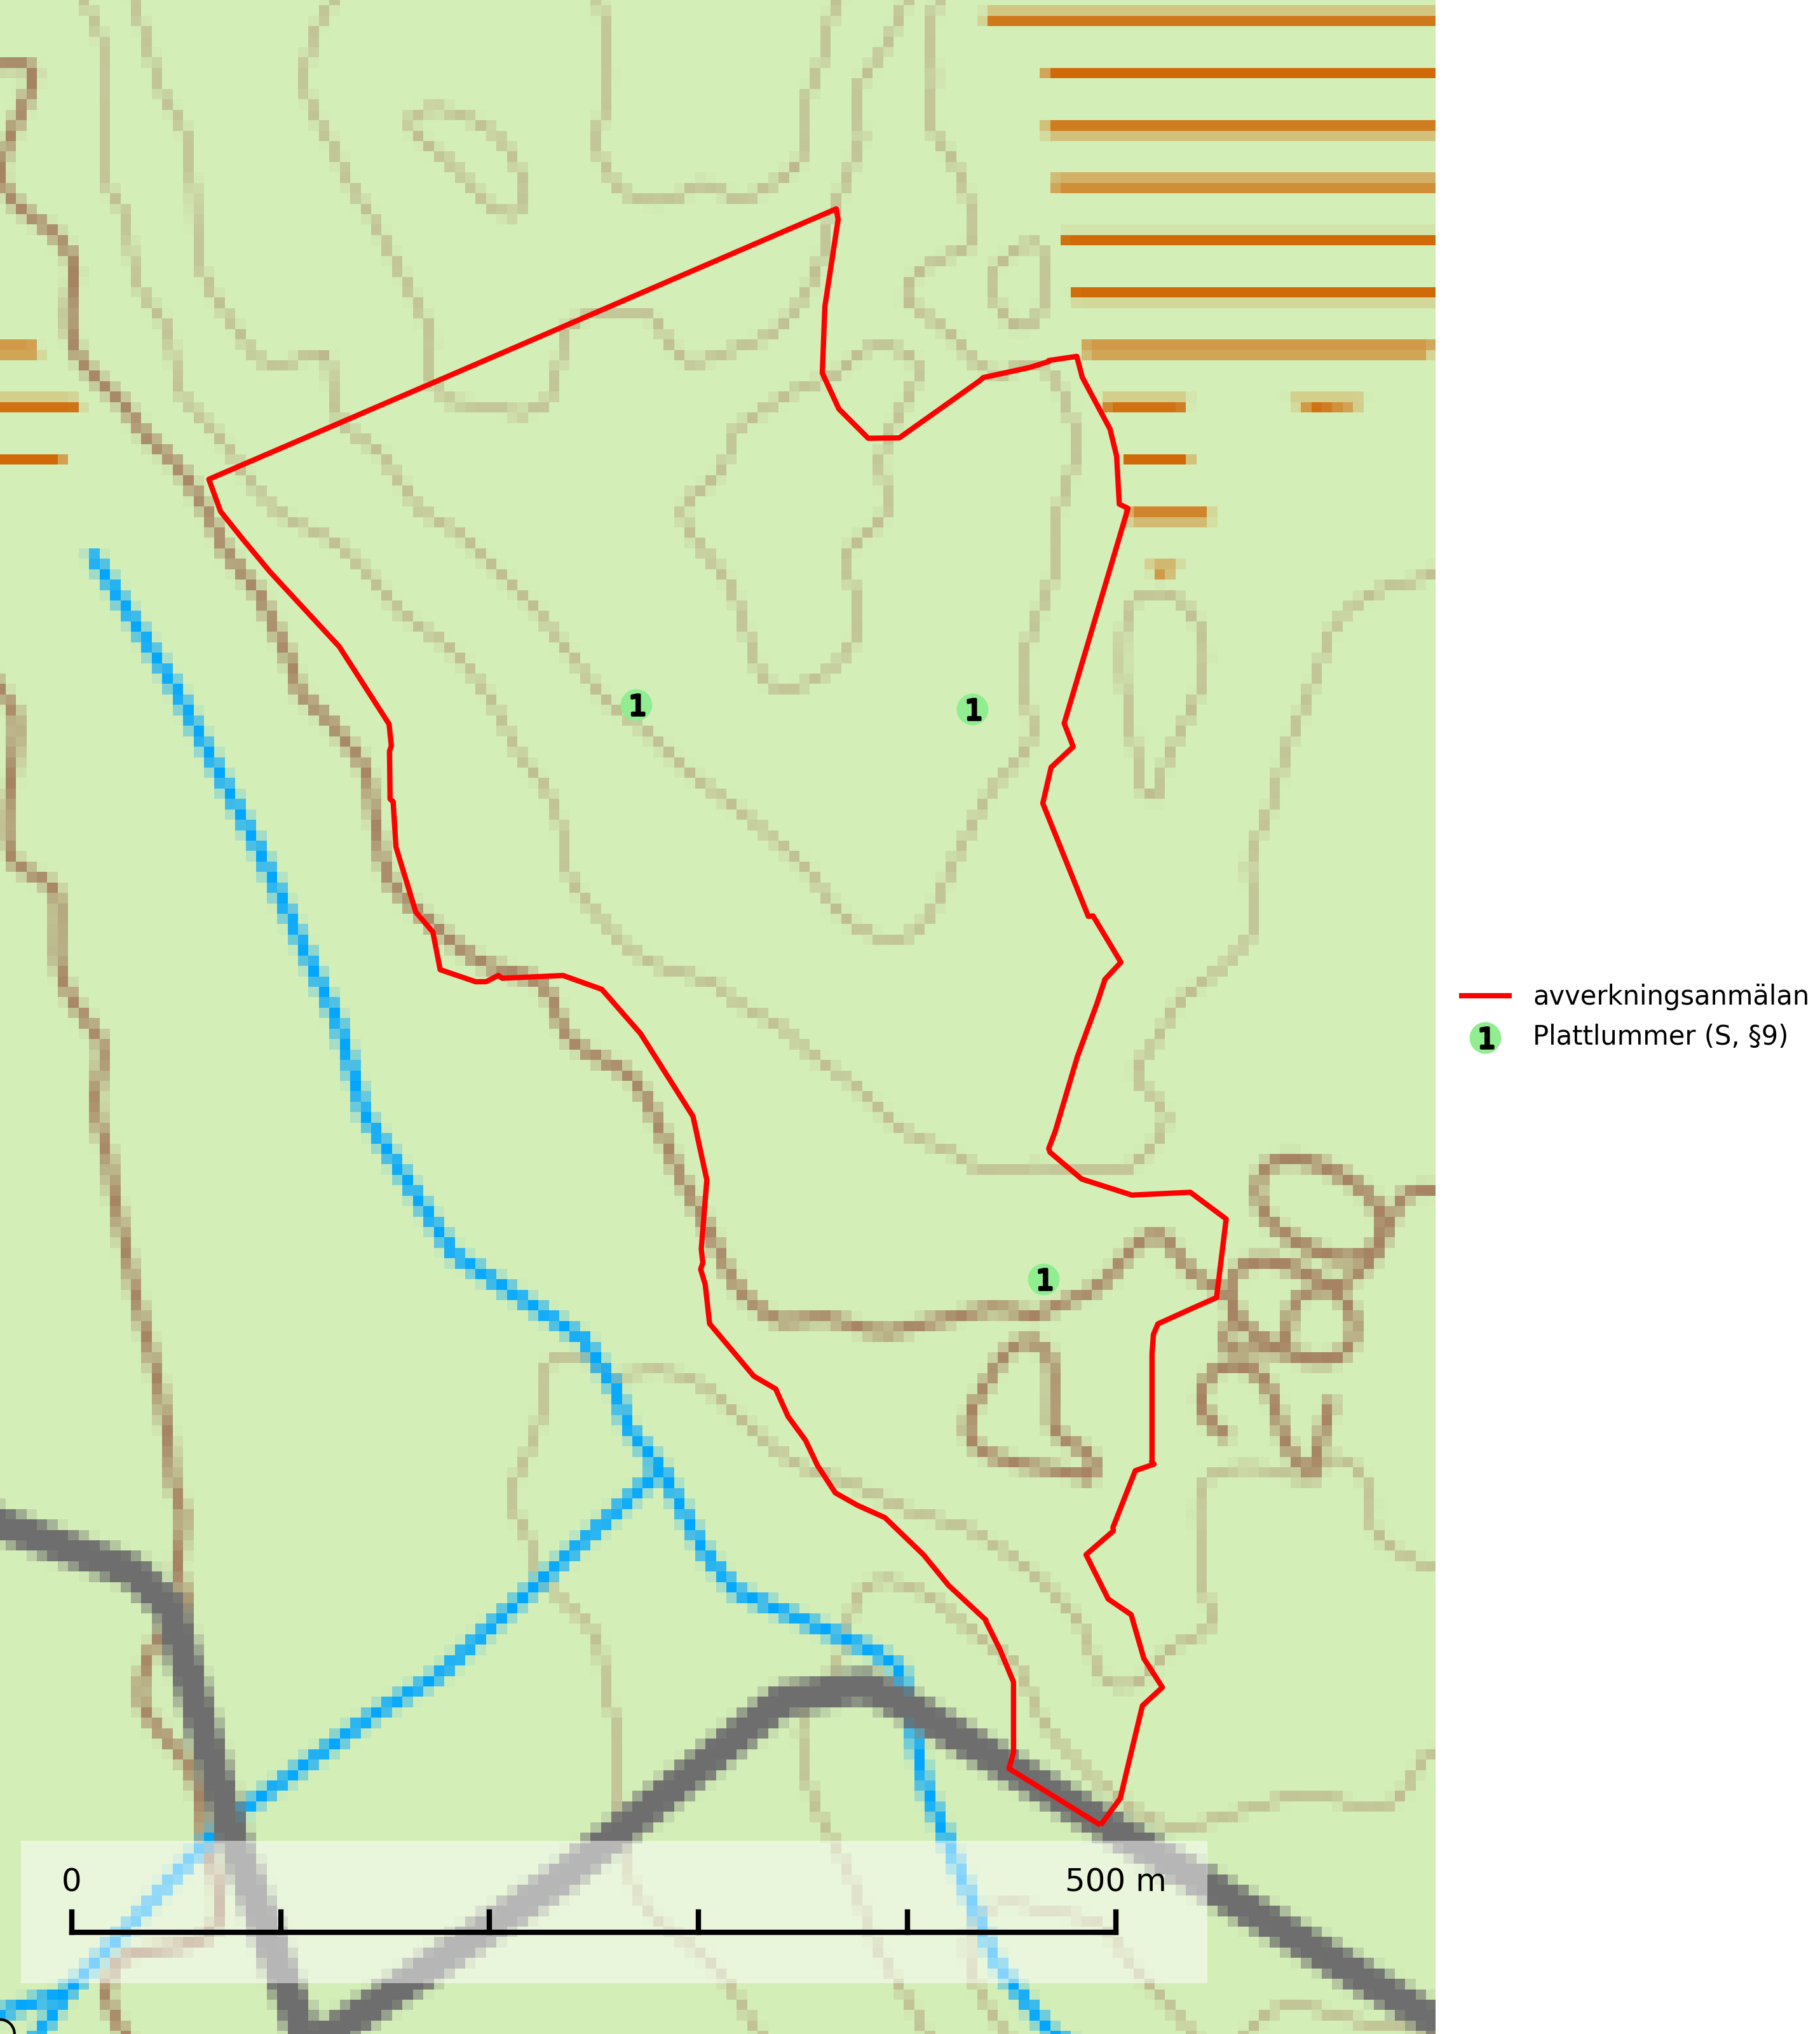 1
1
avverkningsanmälan
1 Plattlummer (S, §9)
1
0 500 m